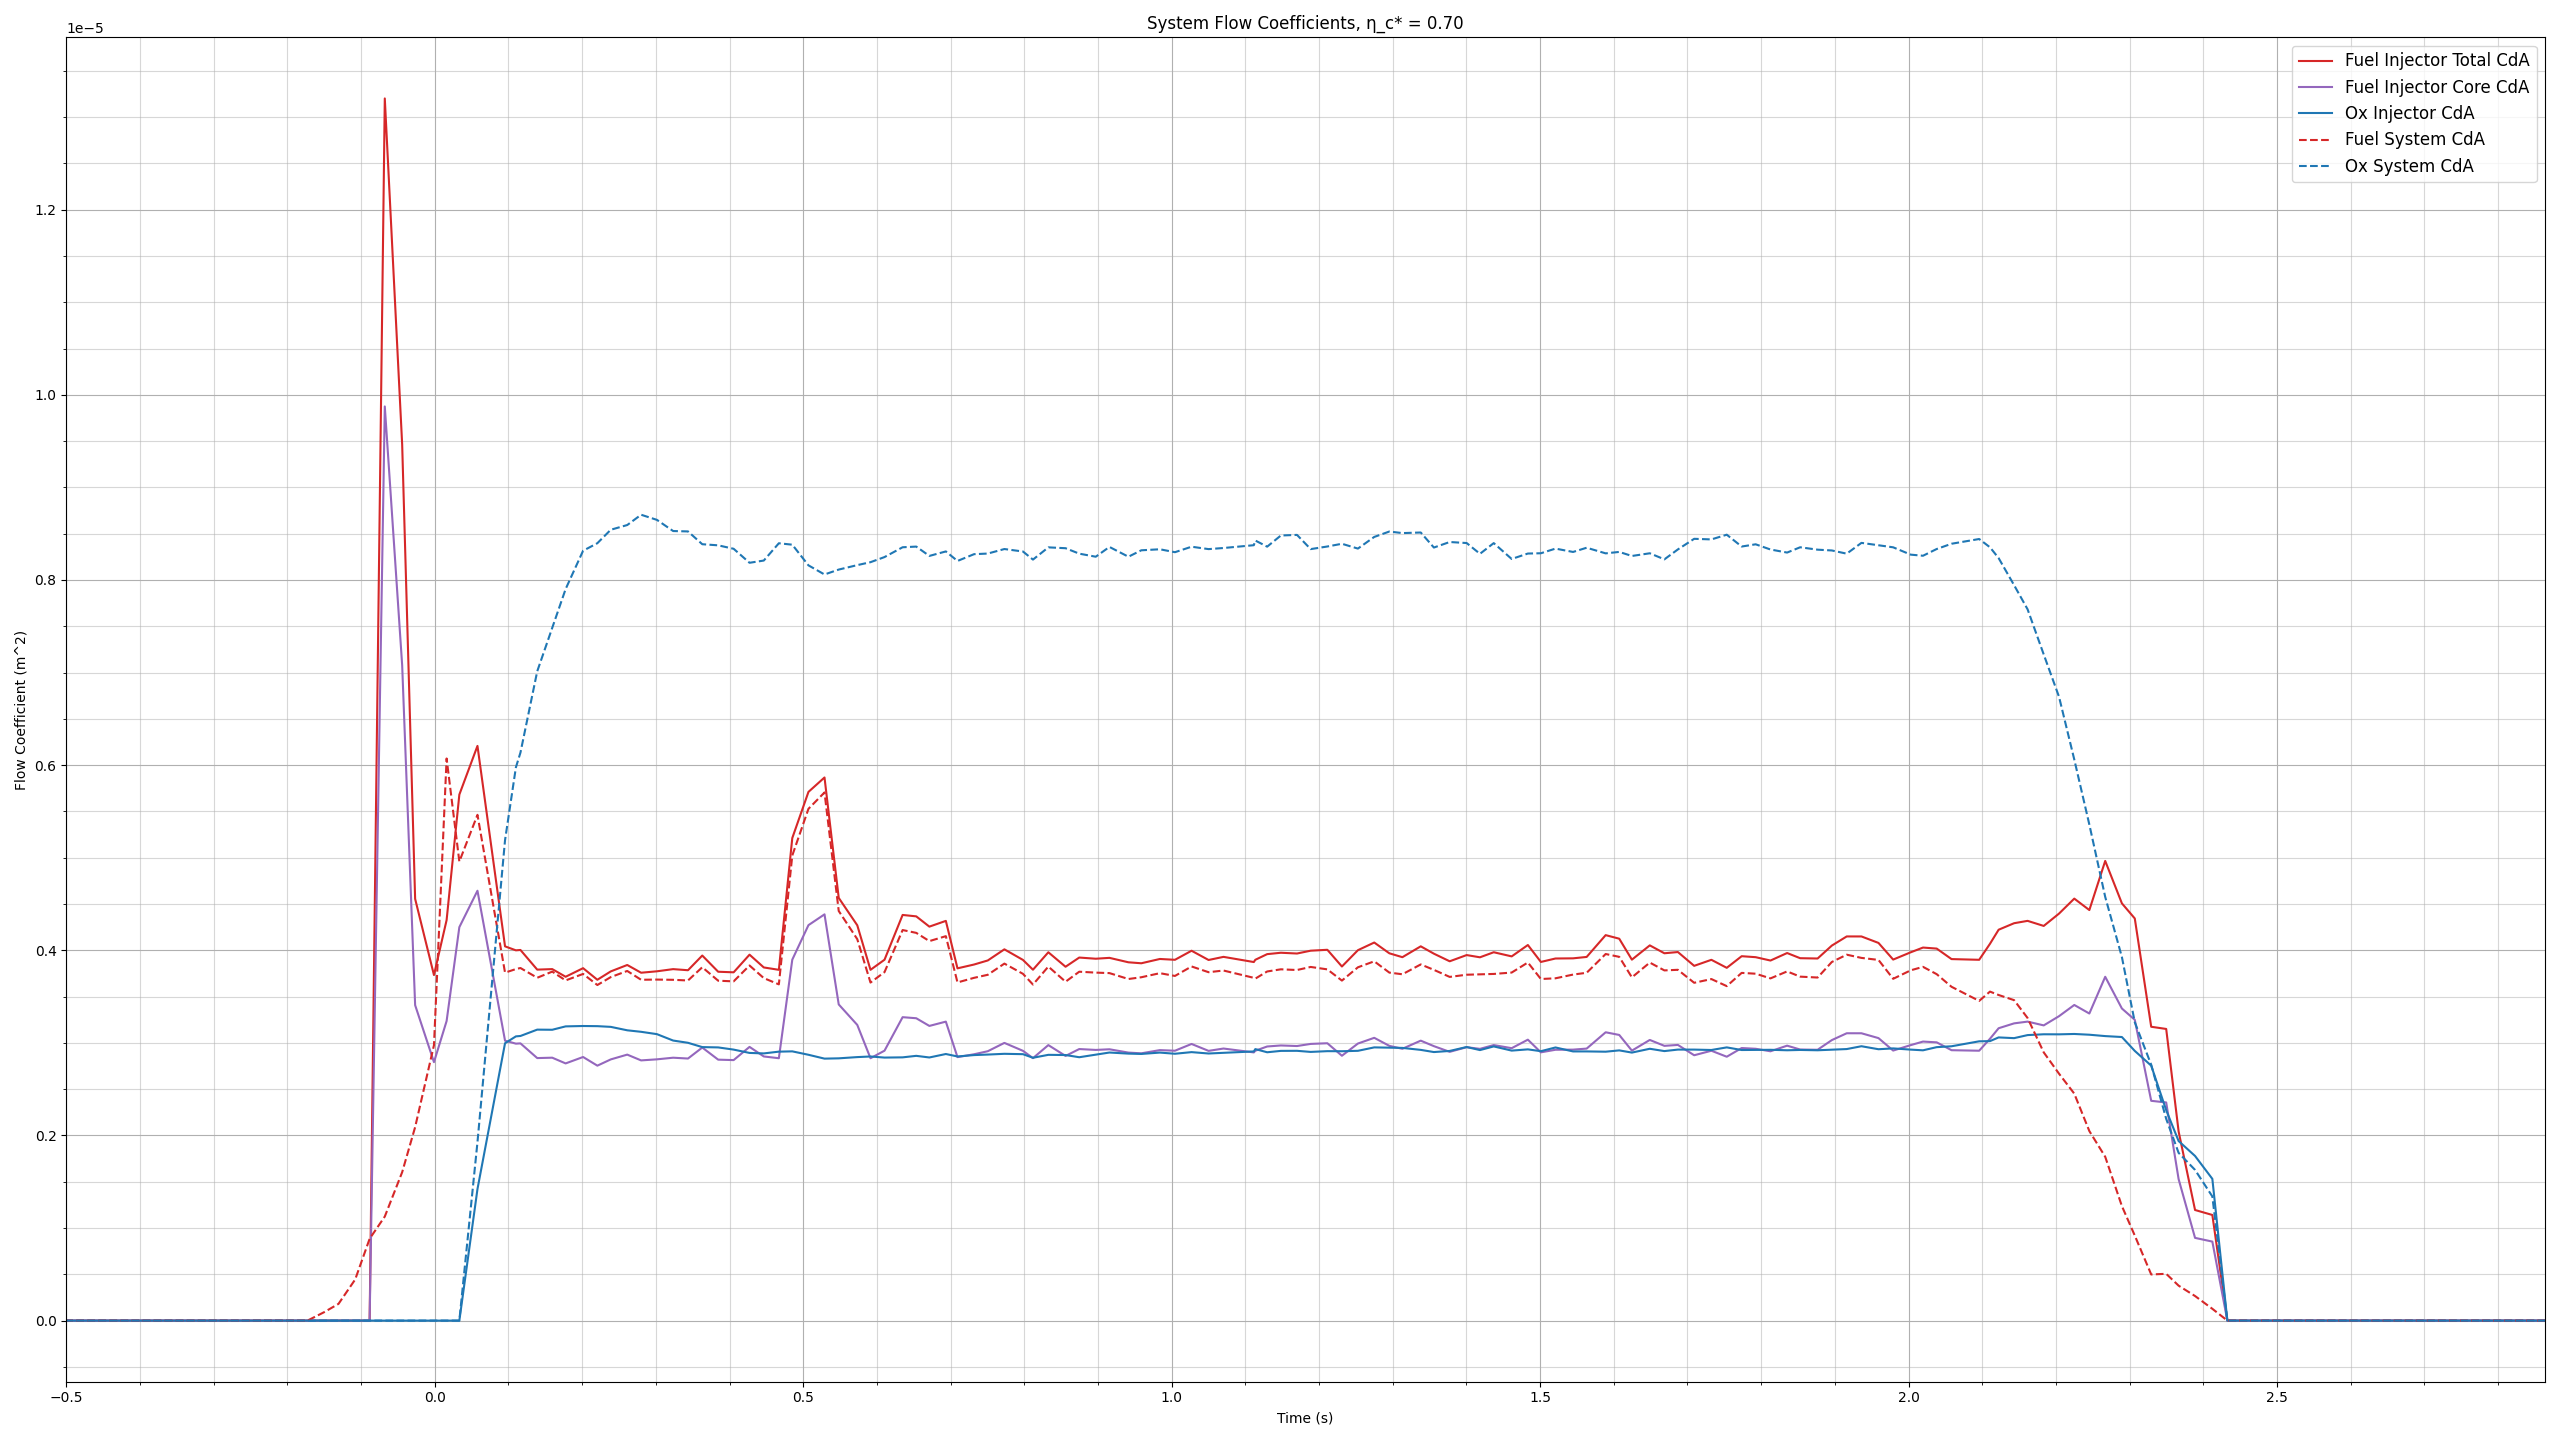 System Flow Coefficients, η_c* = 0.70
1e−5
Fuel Injector Total CdA
Fuel Injector Core CdA
Ox Injector CdA
Fuel System CdA
Ox System CdA
1.2
1.0
0.8
0.6
0.4
0.2
0.0
Flow Coefficient (m^2)
−0.5 0.0 0.5 1.0 1.5 2.0 2.5
Time (s)